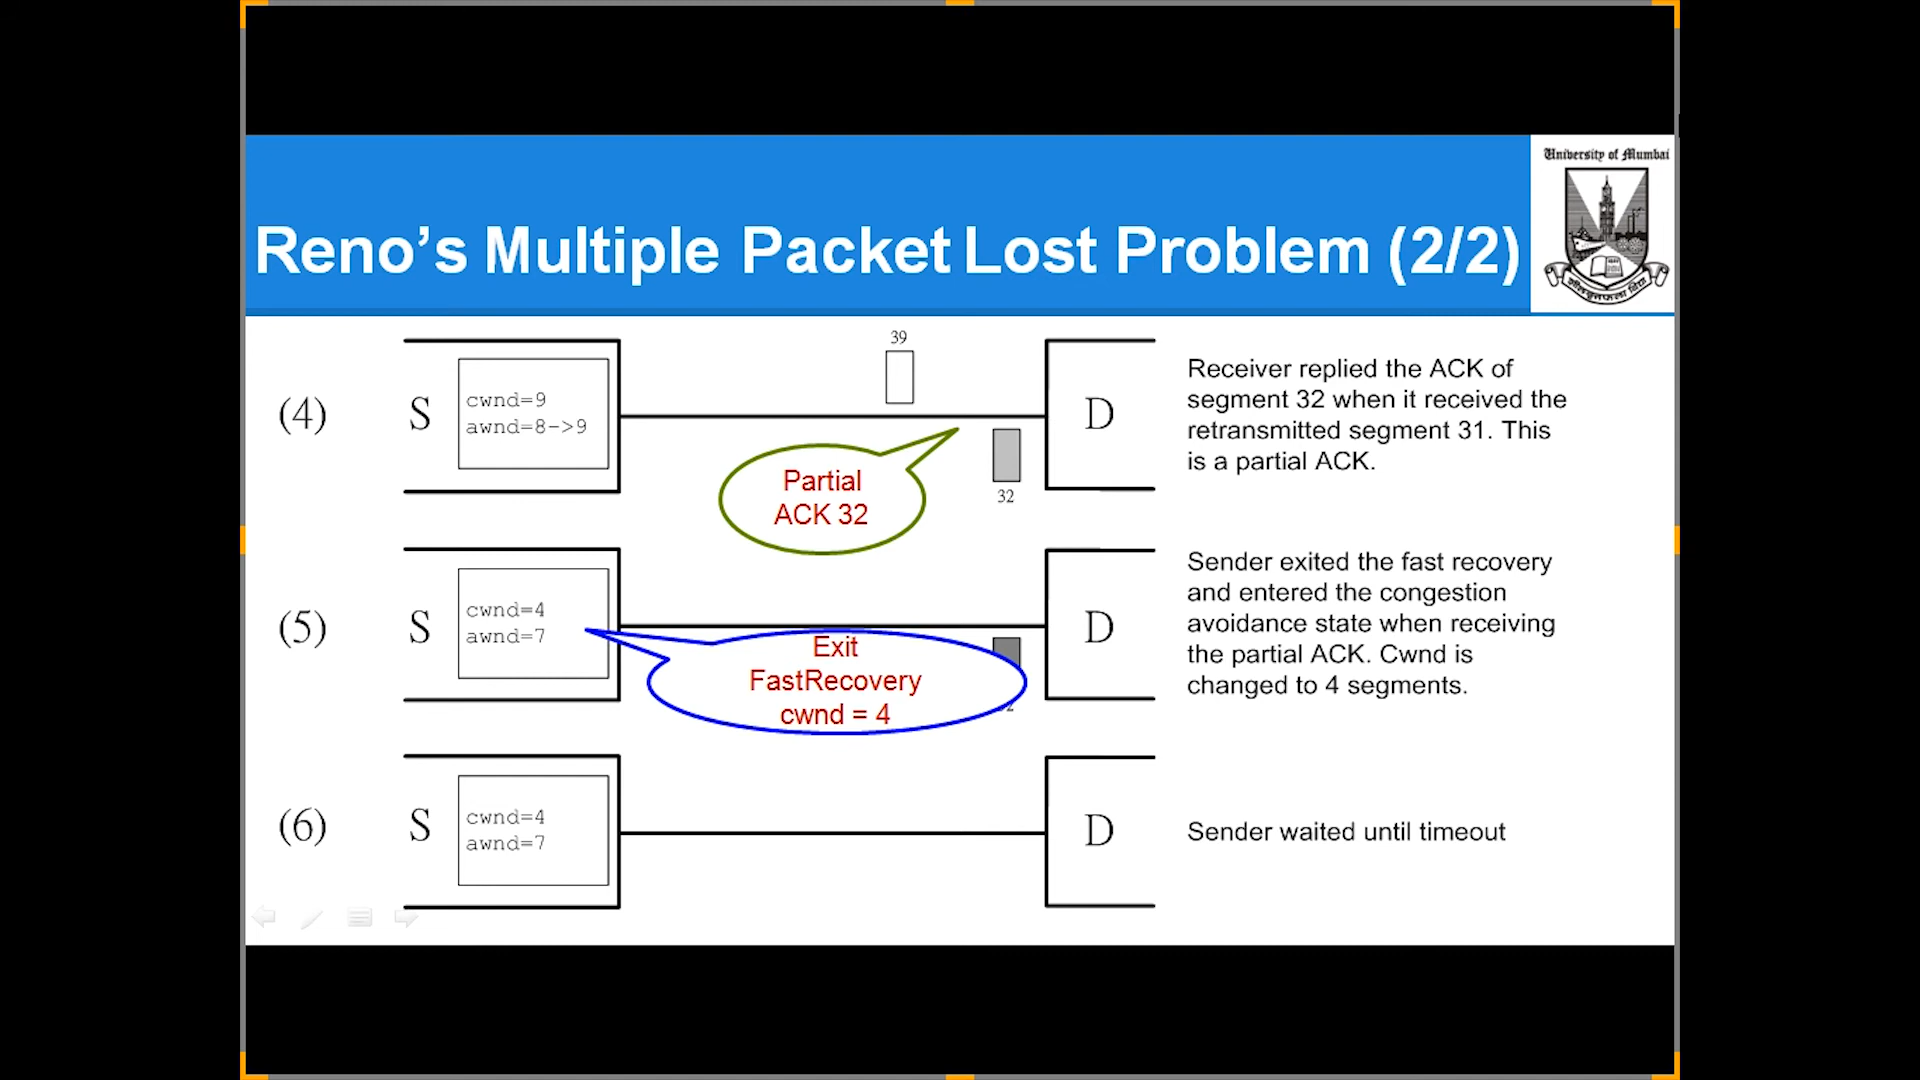 University of Mumbai
Reno’s Multiple Packet Lost Problem (2/2)
39
(4)
S
cwnd=9
awnd=8->9
D
Partial
ACK 32
32
Receiver replied the ACK of
segment 32 when it received the
retransmitted segment 31. This
is a partial ACK.
(5)
S
cwnd=4
awnd=7
D
Exit
FastRecovery
cwnd = 4
Sender exited the fast recovery
and entered the congestion
avoidance state when receiving
the partial ACK. Cwnd is
changed to 4 segments.
(6)
S
cwnd=4
awnd=7
D
Sender waited until timeout